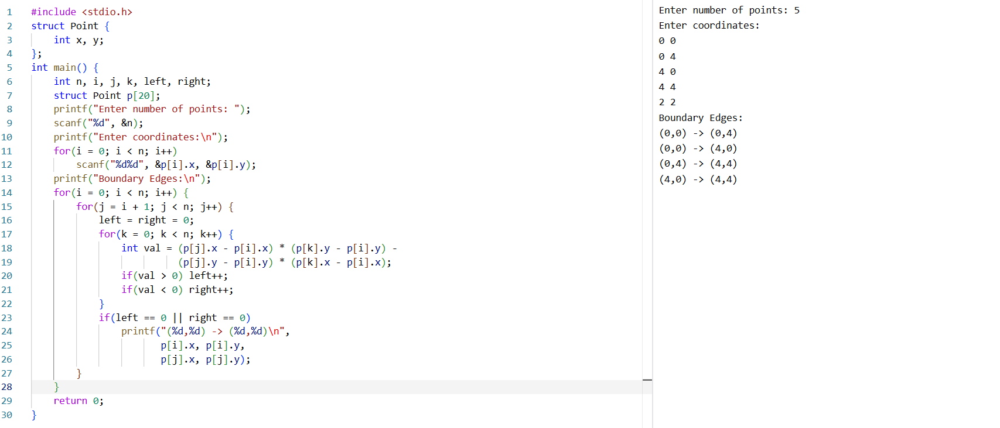 1 #include <stdio.h>
2 struct Point {
3     int x, y;
4 };
5 int main() {
6     int n, i, j, k, left, right;
7     struct Point p[20];
8     printf("Enter number of points: ");
9     scanf("%d", &n);
10     printf("Enter coordinates:\n");
11     for(i = 0; i < n; i++)
12         scanf("%d%d", &p[i].x, &p[i].y);
13     printf("Boundary Edges:\n");
14     for(i = 0; i < n; i++) {
15         for(j = i + 1; j < n; j++) {
16             left = right = 0;
17             for(k = 0; k < n; k++) {
18                 int val = (p[j].x - p[i].x) * (p[k].y - p[i].y) -
19                           (p[j].y - p[i].y) * (p[k].x - p[i].x);
20                 if(val > 0) left++;
21                 if(val < 0) right++;
22             }
23             if(left == 0 || right == 0)
24                 printf("(%d,%d) -> (%d,%d)\n",
25                        p[i].x, p[i].y,
26                        p[j].x, p[j].y);
27         }
28     }
29     return 0;
30 }
Enter number of points: 5
Enter coordinates:
0 0
0 4
4 0
4 4
2 2
Boundary Edges:
(0,0) -> (0,4)
(0,0) -> (4,0)
(0,4) -> (4,4)
(4,0) -> (4,4)